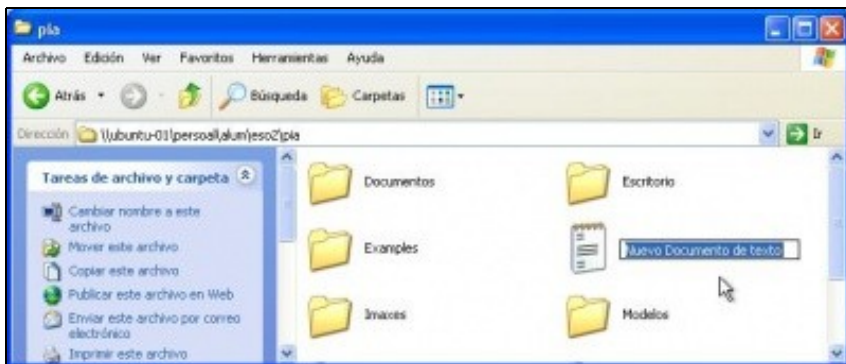 pla
Archivo Edición Ver Favoritos Herramientas Ayuda
Atrás Búsqueda Carpetas
Dirección \\ubuntu-01\persoal\alum\eso2\pla Ir
Tareas de archivo y carpeta
Cambiar nombre a este
archivo
Mover este archivo
Copiar este archivo
Publicar este archivo en Web
Enviar este archivo por correo
electrónico
Imprimir este archivo
Documentos
Escritorio
Examples
Nuevo Documento de texto
Imaxes
Modelos